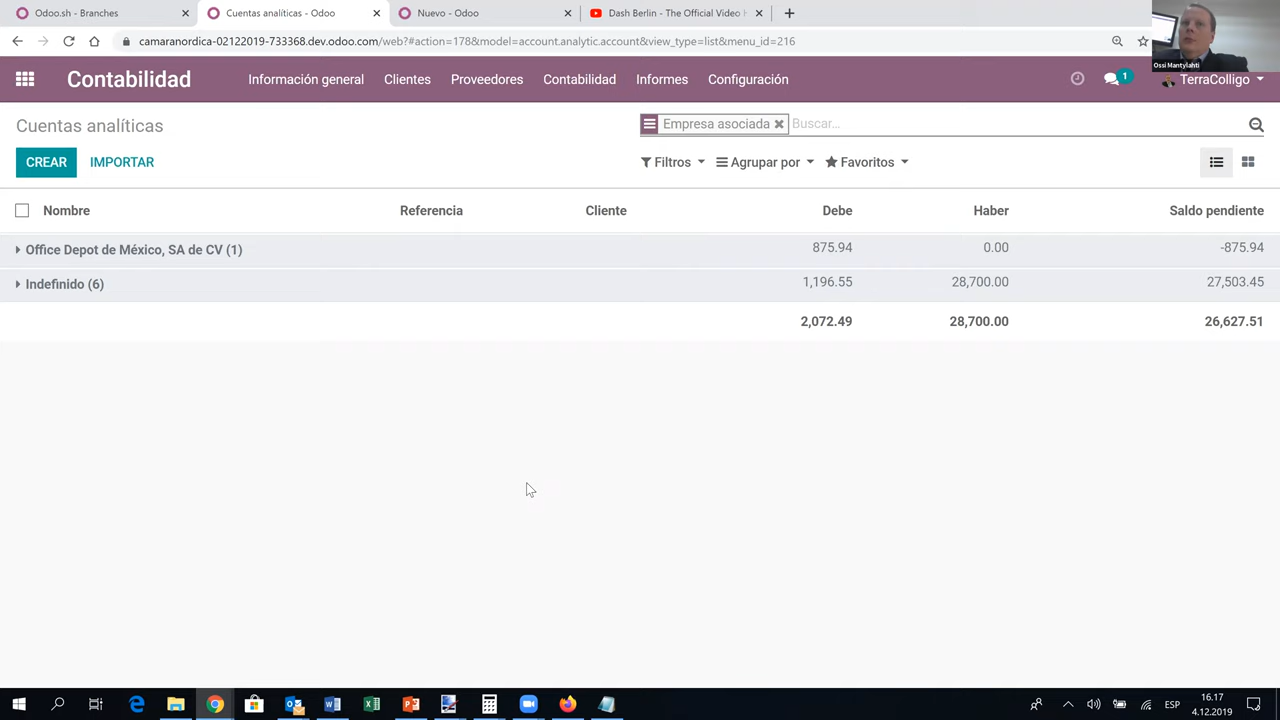 Odoo.sh - Branches
Cuentas analíticas - Odoo
Nuevo - Odoo
Dash Berlin - The Official Video H
camaranordica-02122019-733368.dev.odoo.com/web?#action=178&model=account.analytic.account&view_type=list&menu_id=216
Ossi Mantylahti
Contabilidad
Información general
Clientes
Proveedores
Contabilidad
Informes
Configuración
1
TerraColligo
Cuentas analíticas
Empresa asociada
Buscar...
CREAR
IMPORTAR
Filtros
Agrupar por
Favoritos
Nombre
Referencia
Cliente
Debe
Haber
Saldo pendiente
Office Depot de México, SA de CV (1)
875.94
0.00
-875.94
Indefinido (6)
1,196.55
28,700.00
27,503.45
2,072.49
28,700.00
26,627.51
ESP
16.17
4.12.2019